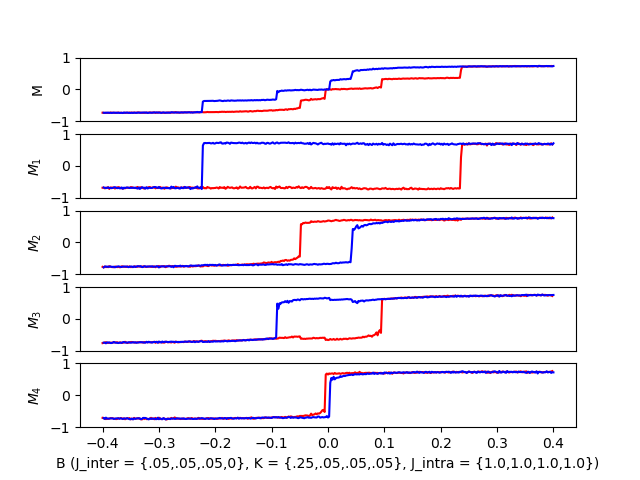 M
1
0
−1
M₁
1
0
−1
M₂
1
0
−1
M₃
1
0
−1
M₄
1
0
−1
−0.4 −0.3 −0.2 −0.1 0.0 0.1 0.2 0.3 0.4
B (J_inter = {.05,.05,.05,0}, K = {.25,.05,.05,.05}, J_intra = {1.0,1.0,1.0,1.0})